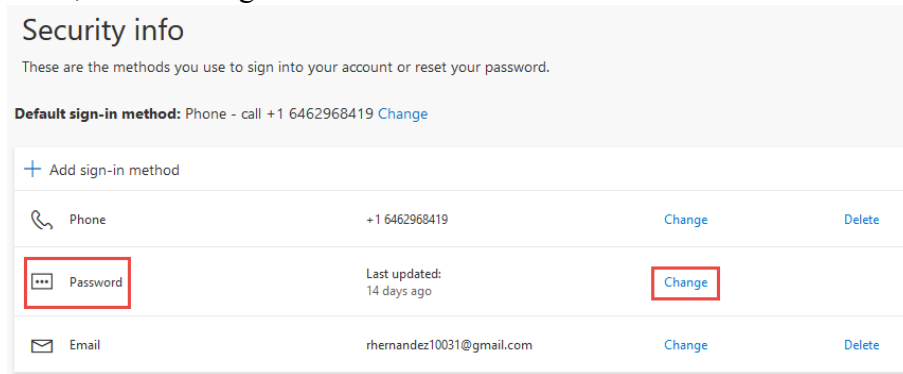 Security info
These are the methods you use to sign into your account or reset your password.
Default sign-in method: Phone - call +1 6462968419 Change
+ Add sign-in method
Phone +1 6462968419 Change Delete
Password Last updated: 14 days ago Change
Email rhernandez10031@gmail.com Change Delete